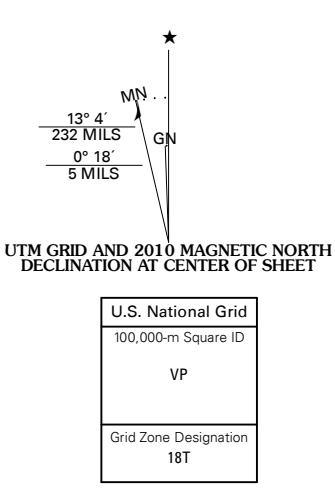 ★
MN
13° 4´
232 MILS
GN
0° 18´
5 MILS
UTM GRID AND 2010 MAGNETIC NORTH
DECLINATION AT CENTER OF SHEET
U.S. National Grid
100,000-m Square ID
VP
Grid Zone Designation
18T